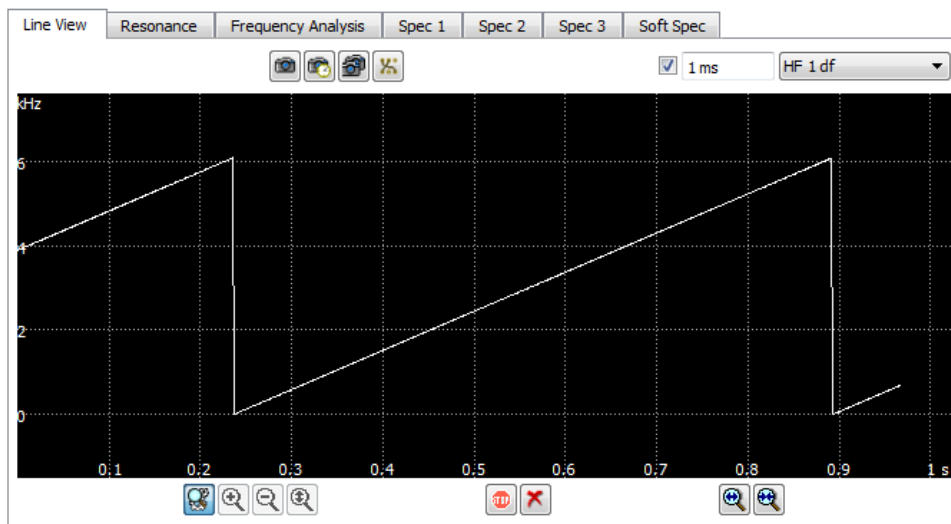 Line View Resonance Frequency Analysis Spec 1 Spec 2 Spec 3 Soft Spec
1 ms HF 1 df
kHz
6
4
2
0
0.1 0.2 0.3 0.4 0.5 0.6 0.7 0.8 0.9 1 s
STOP